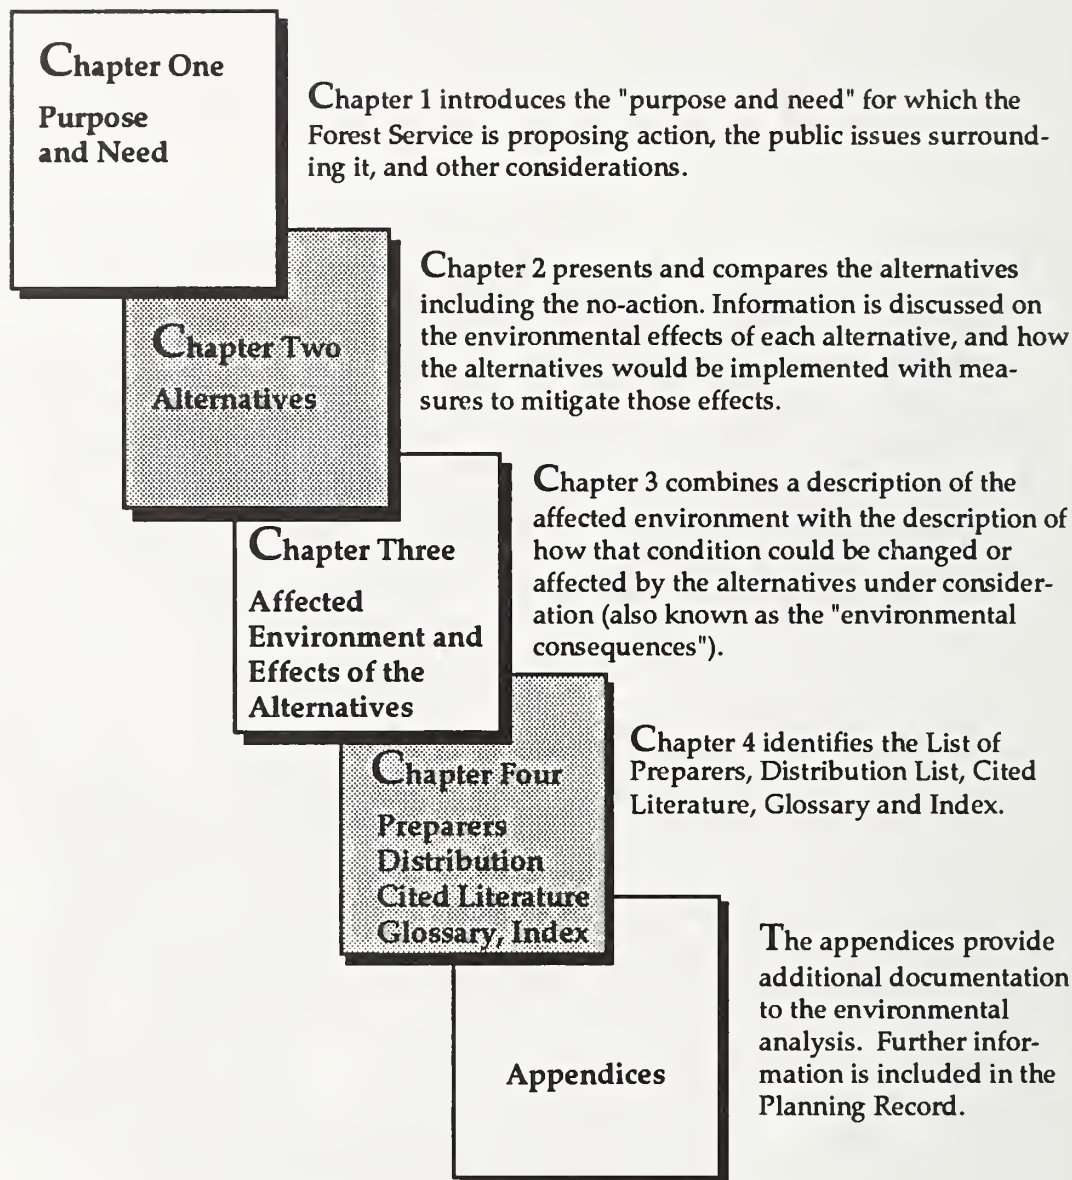 Chapter One
Purpose
and Need
Chapter 1 introduces the "purpose and need" for which the
Forest Service is proposing action, the public issues surround-
ing it, and other considerations.
Chapter Two
Alternatives
Chapter 2 presents and compares the alternatives
including the no-action. Information is discussed on
the environmental effects of each alternative, and how
the alternatives would be implemented with mea-
sures to mitigate those effects.
Chapter Three
Affected
Environment and
Effects of the
Alternatives
Chapter 3 combines a description of the
affected environment with the description of
how that condition could be changed or
affected by the alternatives under consider-
ation (also known as the "environmental
consequences").
Chapter Four
Preparers
Distribution
Cited Literature
Glossary, Index
Chapter 4 identifies the List of
Preparers, Distribution List, Cited
Literature, Glossary and Index.
Appendices
The appendices provide
additional documentation
to the environmental
analysis. Further infor-
mation is included in the
Planning Record.